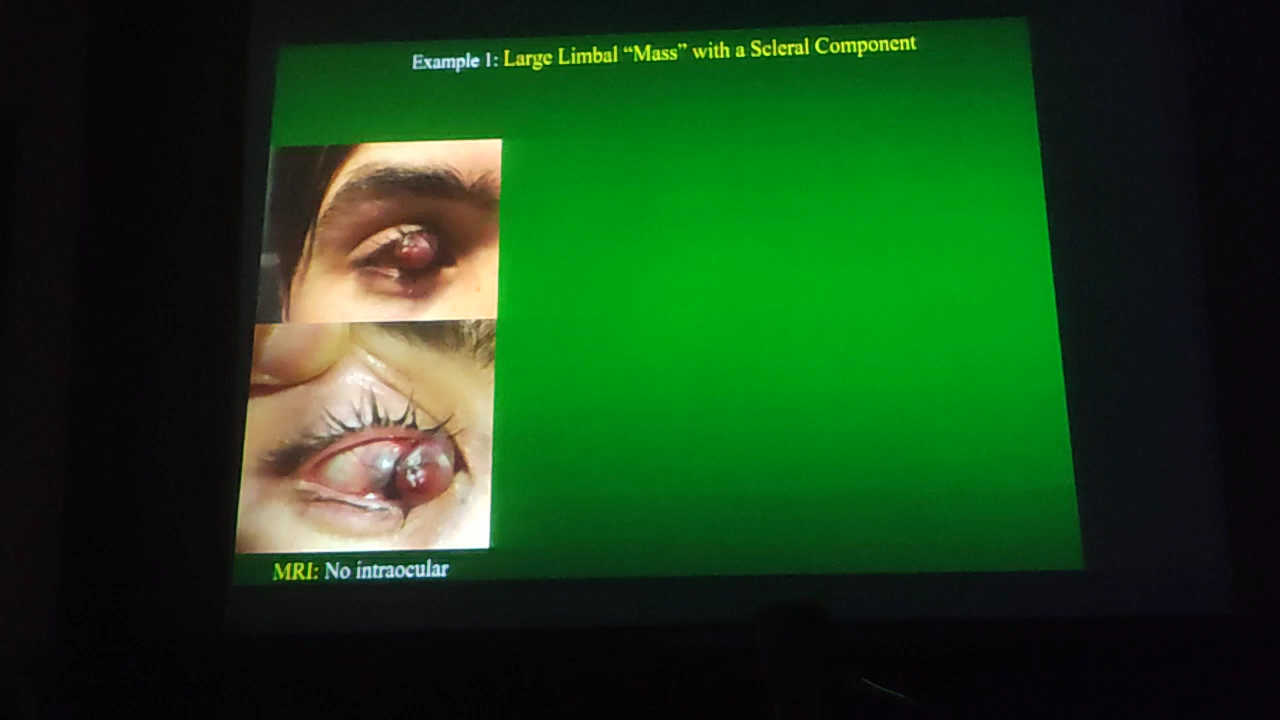 Example 1: Large Limbal “Mass” with a Scleral Component
MRI: No intraocular